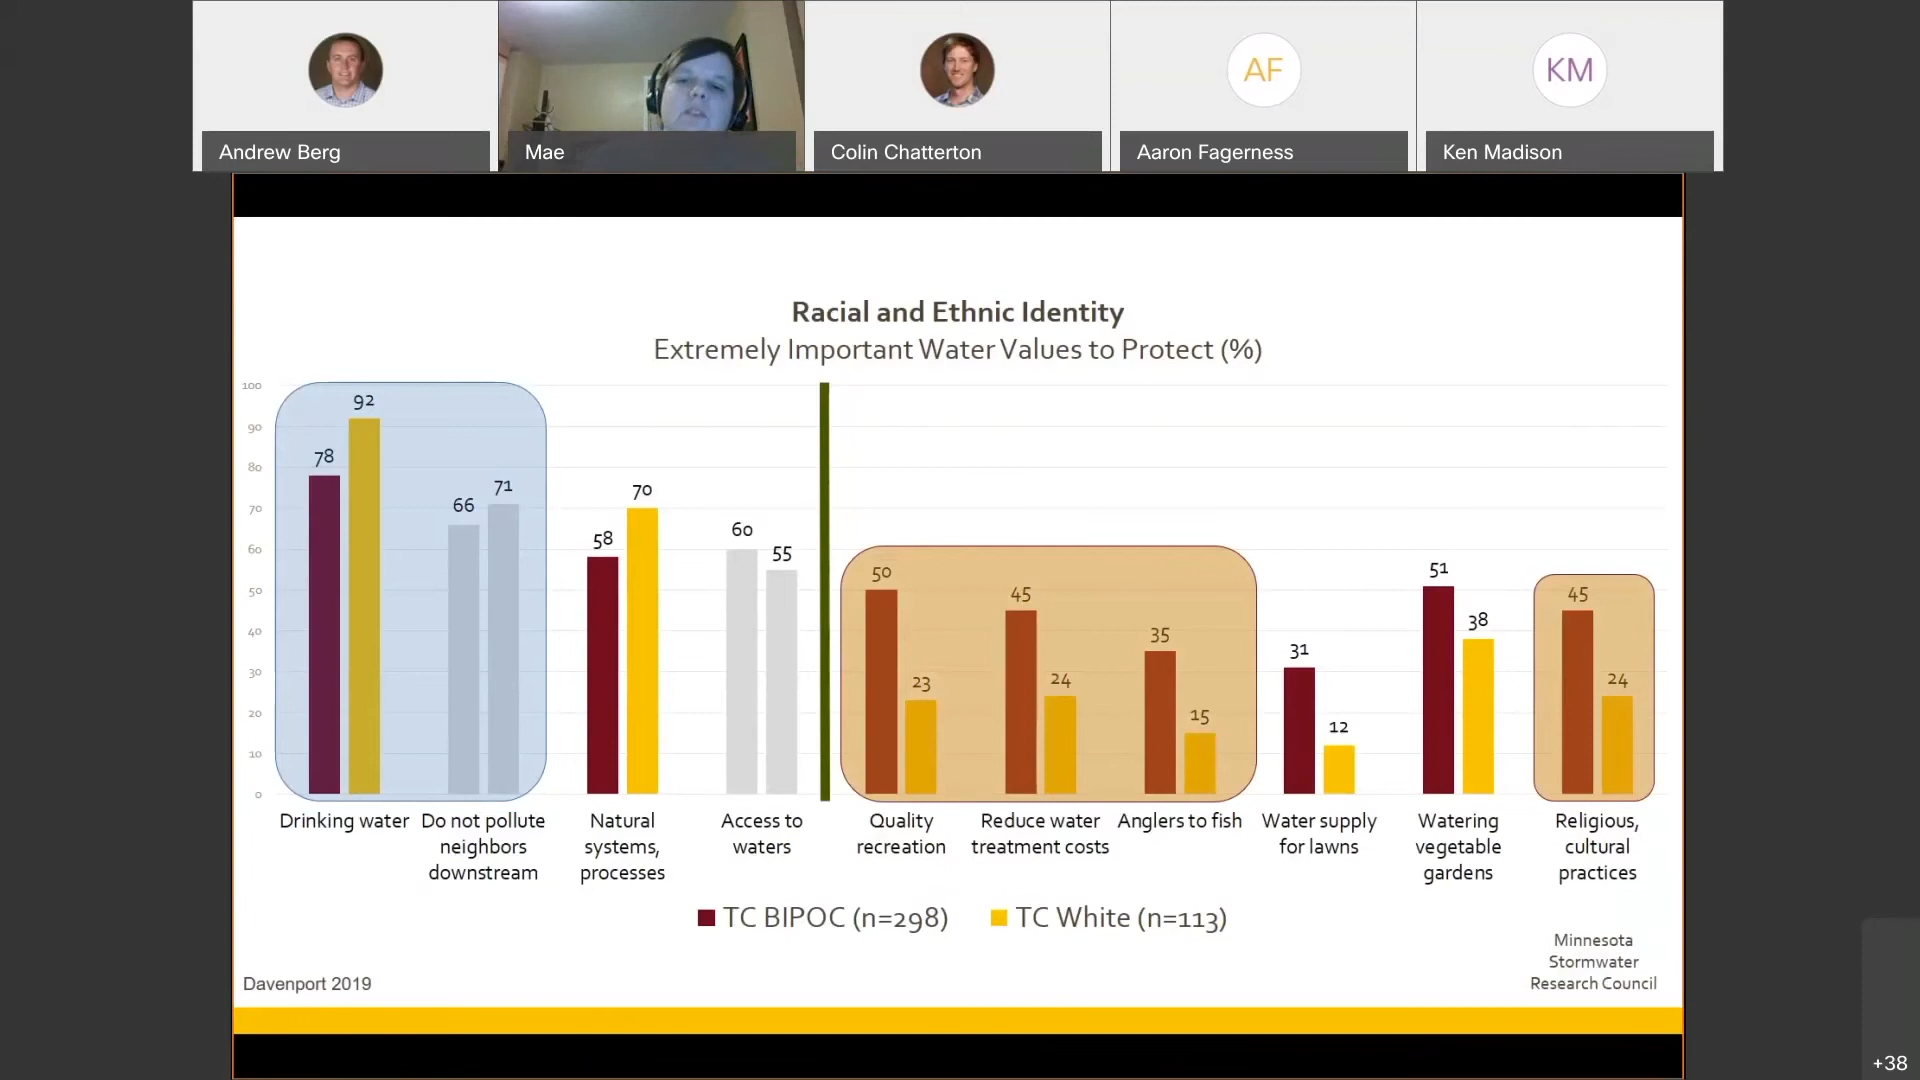 Andrew Berg
Mae
Colin Chatterton
AF
Aaron Fagerness
KM
Ken Madison
Racial and Ethnic Identity
Extremely Important Water Values to Protect (%)
100
90
80
70
60
50
40
30
20
10
0
78
92
66
71
58
70
60
55
50
23
45
24
35
15
31
12
51
38
45
24
Drinking water
Do not pollute
neighbors
downstream
Natural
systems,
processes
Access to
waters
Quality
recreation
Reduce water
treatment costs
Anglers to fish
Water supply
for lawns
Watering
vegetable
gardens
Religious,
cultural
practices
TC BIPOC (n=298)
TC White (n=113)
Minnesota
Stormwater
Research Council
Davenport 2019
+38